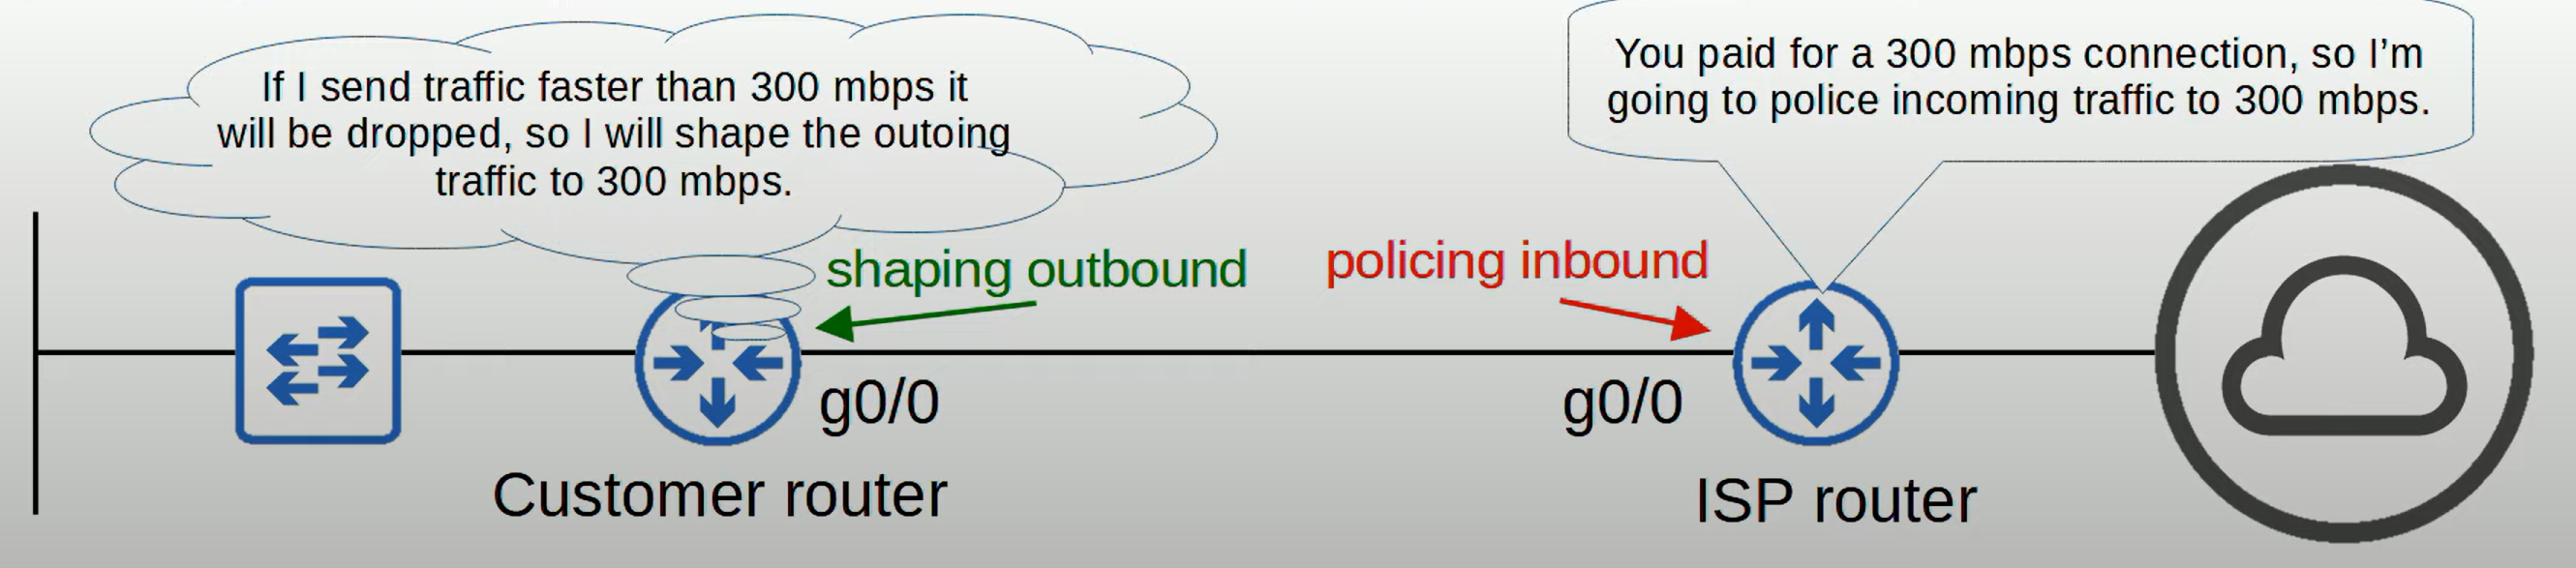 If I send traffic faster than 300 mbps it
will be dropped, so I will shape the outoing
traffic to 300 mbps.
You paid for a 300 mbps connection, so I’m
going to police incoming traffic to 300 mbps.
shaping outbound
policing inbound
g0/0
g0/0
Customer router
ISP router